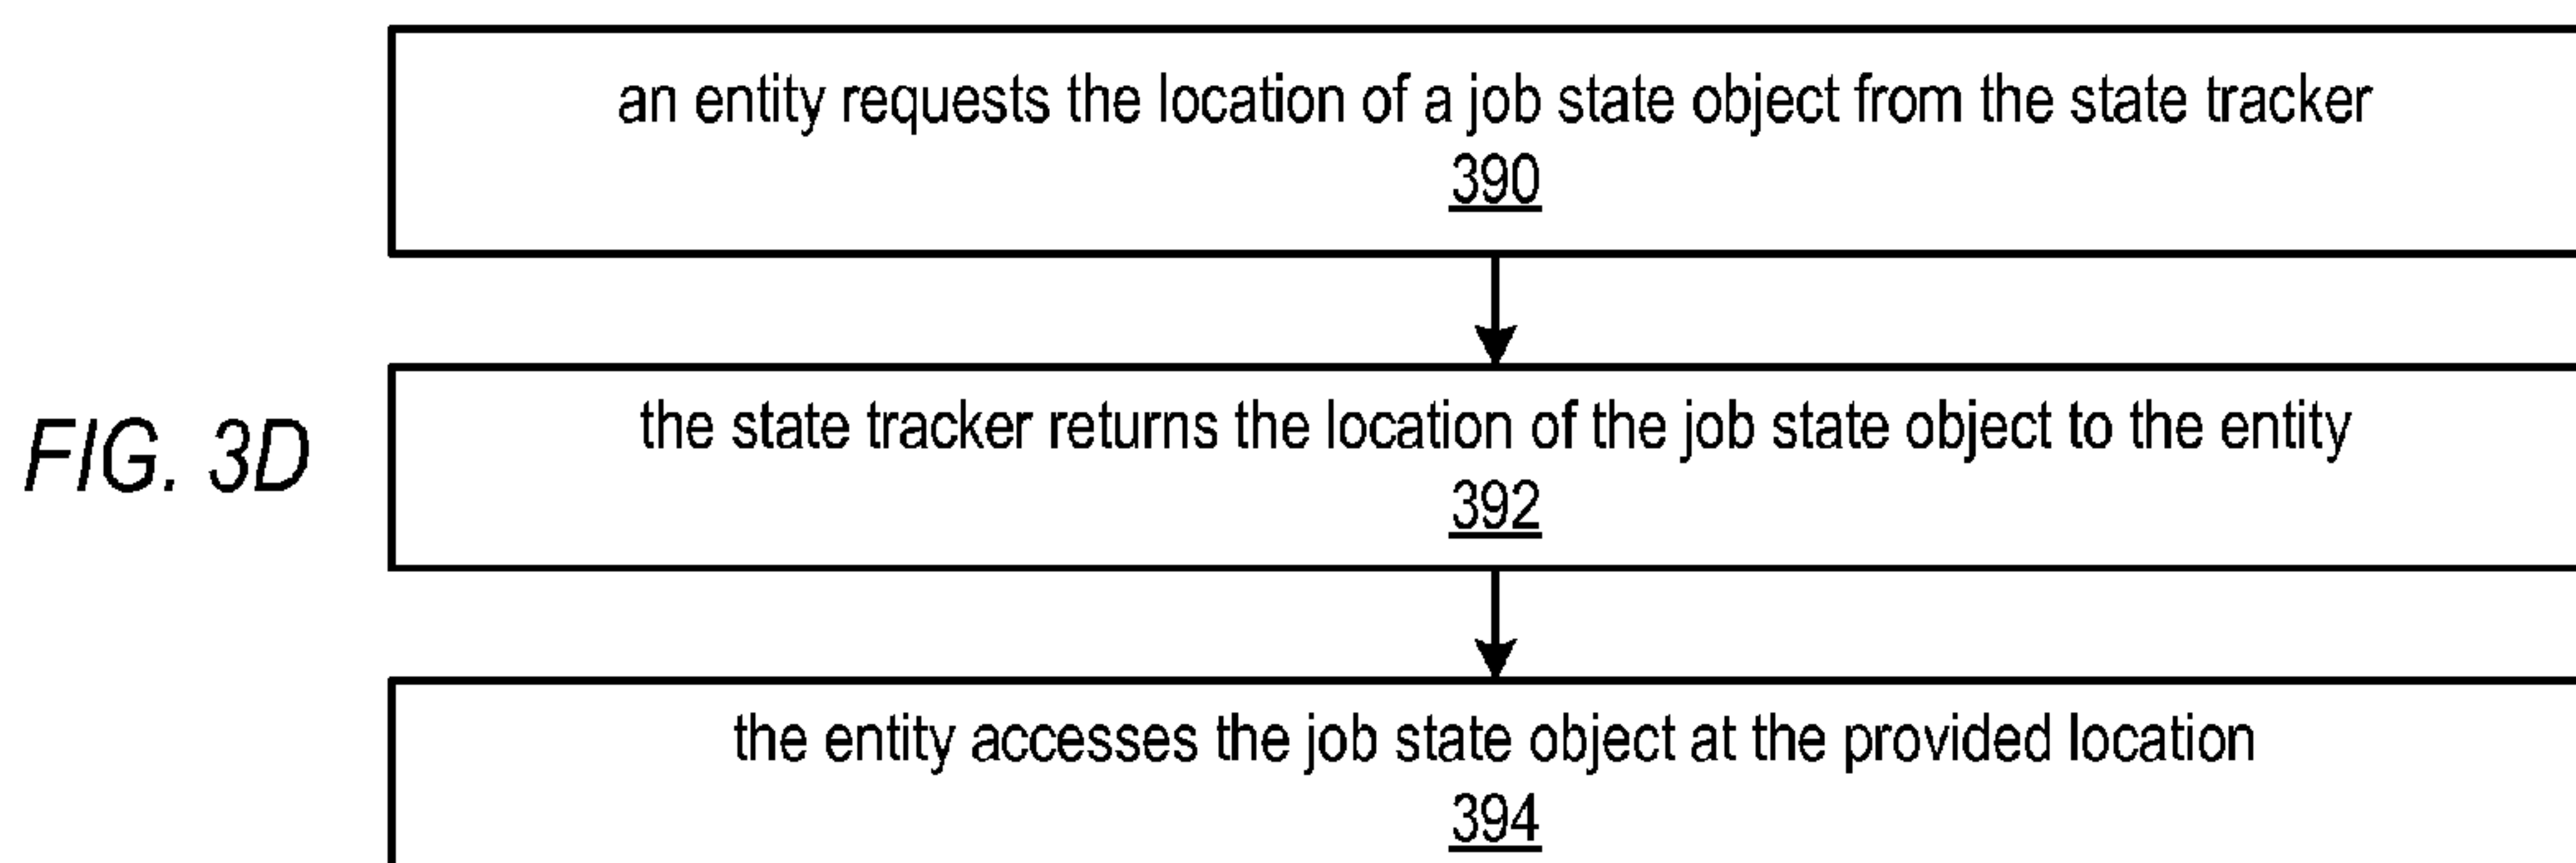 an entity requests the location of a job state object from the state tracker
390
the state tracker returns the location of the job state object to the entity
392
FIG. 3D
the entity accesses the job state object at the provided location
394